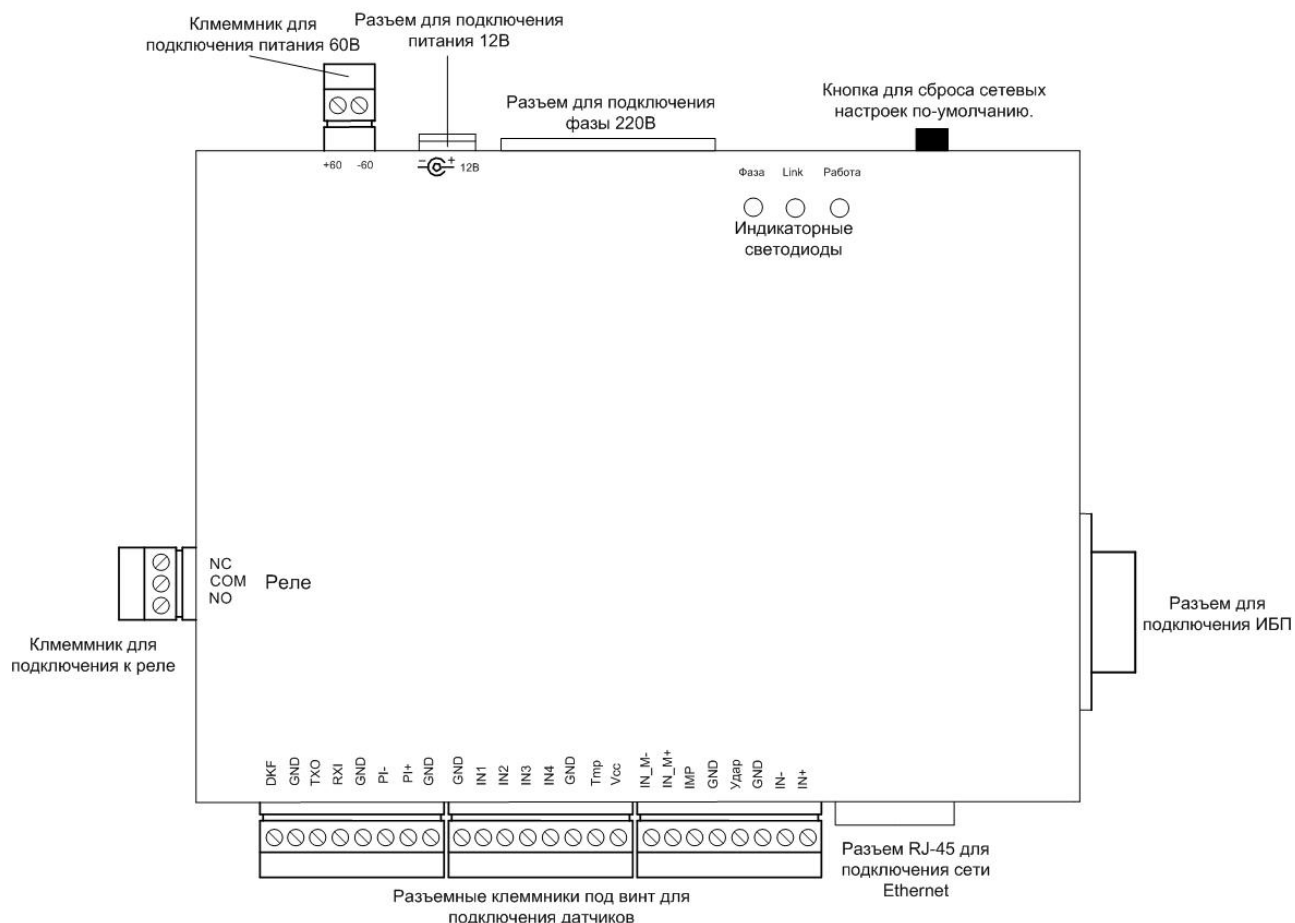 Клмеммник для
подключения питания 60В
Разъем для подключения
питания 12В
Разъем для подключения
фазы 220В
Кнопка для сброса сетевых
настроек по-умолчанию.
+60 -60
- + 12В
Фаза Link Работа
Индикаторные
светодиоды
NC
COM
NO
Реле
Клмеммник для
подключения к реле
Разъем для
подключения ИБП
DKF GND TXO RXI GND PI- PI+ GND GND IN1 IN2 IN3 IN4 GND Tmp Vcc IN_M- IN_M+ IMP GND Удар GND IN- IN+
Разъем RJ-45 для
подключения сети
Ethernet
Разъемные клеммники под винт для
подключения датчиков